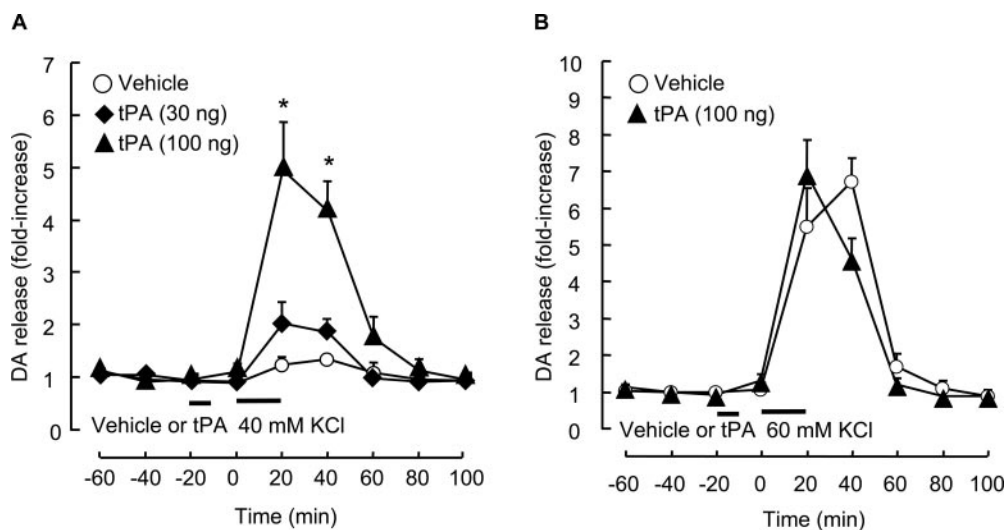 A
DA release (fold-increase)
7
6
5
4
3
2
1
0
Vehicle
tPA (30 ng)
tPA (100 ng)
*
*
Vehicle or tPA 40 mM KCl
-60 -40 -20 0 20 40 60 80 100
Time (min)
B
DA release (fold-increase)
10
9
8
7
6
5
4
3
2
1
0
Vehicle
tPA (100 ng)
Vehicle or tPA 60 mM KCl
-60 -40 -20 0 20 40 60 80 100
Time (min)